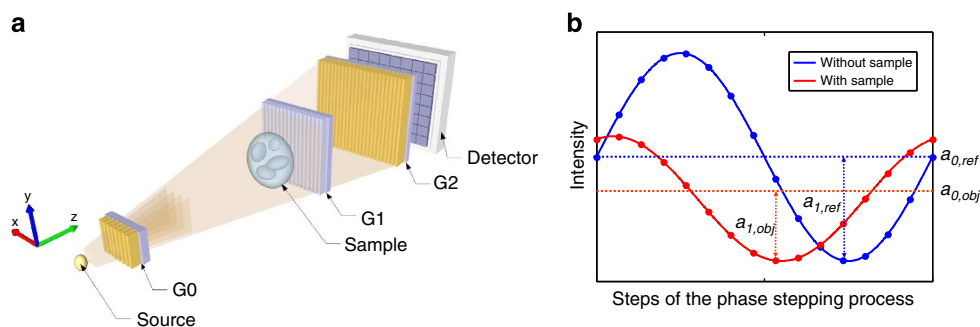 a
y
x
z
Source
G0
Sample
G1
G2
Detector
b
Intensity
Without sample
With sample
a0,ref
a0,obj
a1,ref
a1,obj
Steps of the phase stepping process